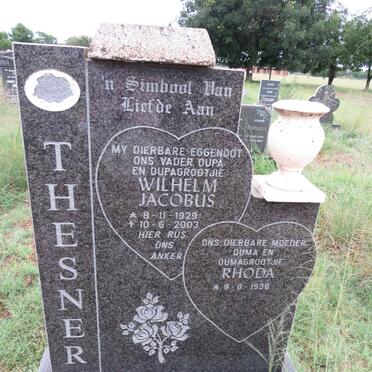 THESNER
'n Simbool Van
Liefde Aan
MY DIERBARE EGGENOOT
ONS VADER, OUPA
EN OUPAGROOTJIE
WILHELM
JACOBUS
* 8-11-1929
† 10-6-2003
HIER RUS
ONS
ANKER
ONS DIERBARE MOEDER
OUMA EN
OUMAGROOTJIE
RHODA
* 8-8-1936